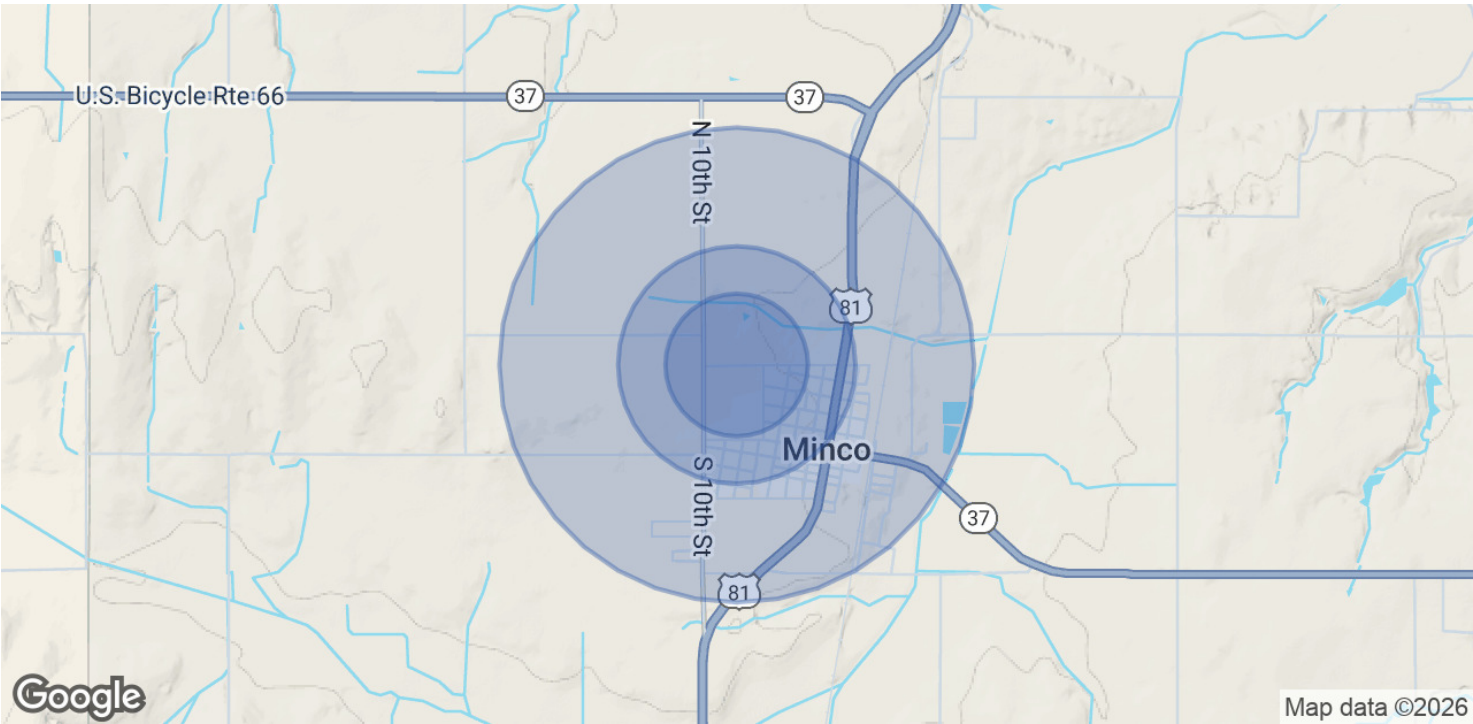 U.S. Bicycle Rte 66
37
37
N 10th St
81
Minco
S 10th St
37
81
Google
Map data ©2026